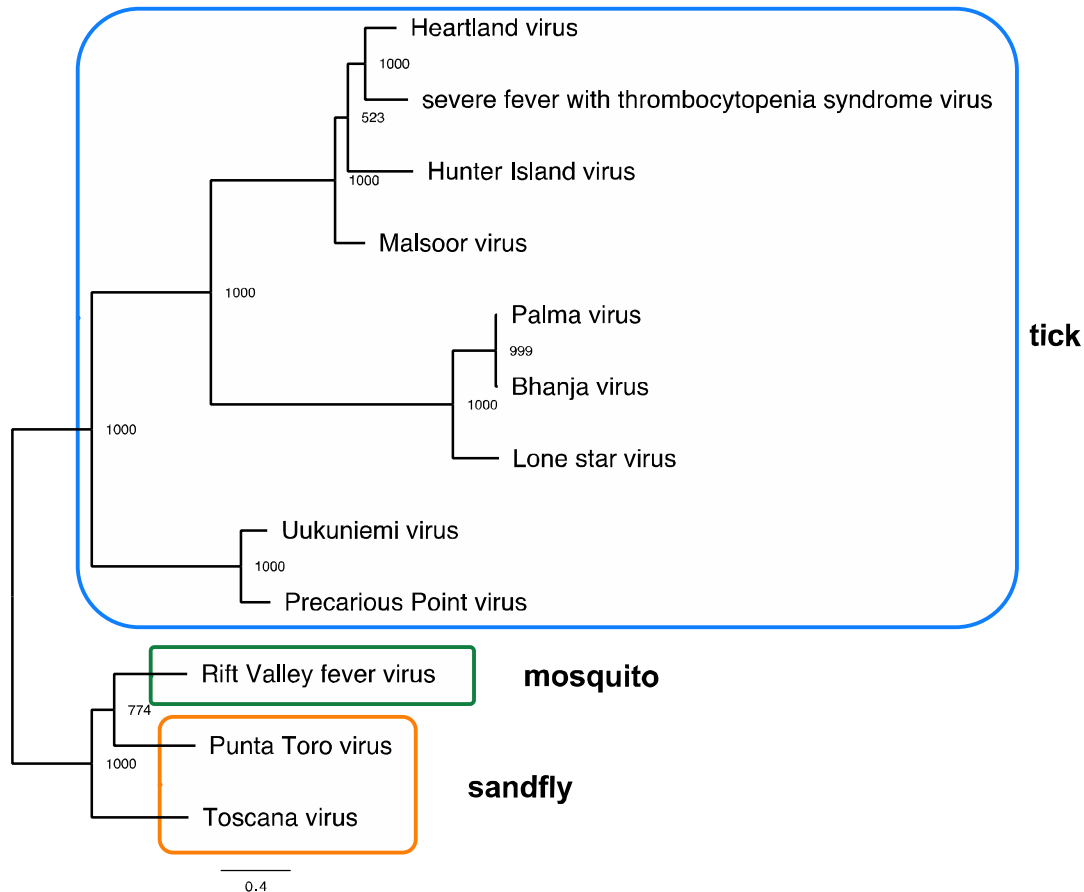 Heartland virus
1000
severe fever with thrombocytopenia syndrome virus
523
Hunter Island virus
1000
Malsoor virus
1000
Palma virus
tick
999
Bhanja virus
1000
1000
Lone star virus
Uukuniemi virus
1000
Precarious Point virus
Rift Valley fever virus
mosquito
774
Punta Toro virus
1000
sandfly
Toscana virus
0.4